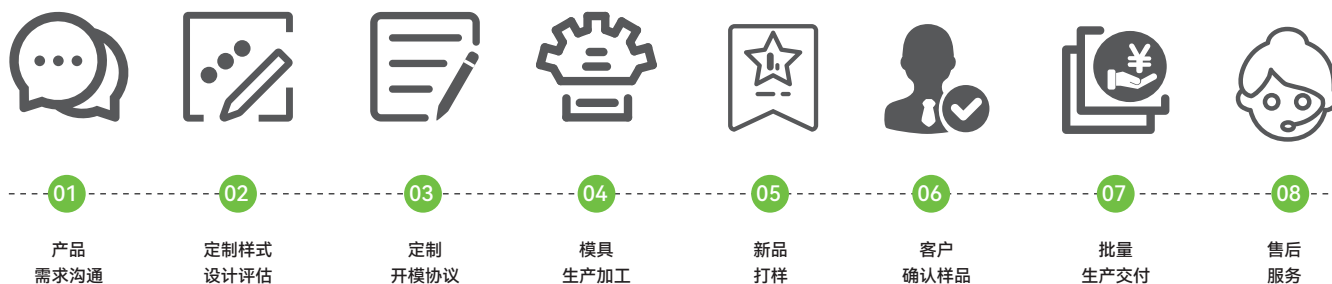 01
02
03
04
05
06
07
08
产品
需求沟通
定制样式
设计评估
定制
开模协议
模具
生产加工
新品
打样
客户
确认样品
批量
生产交付
售后
服务